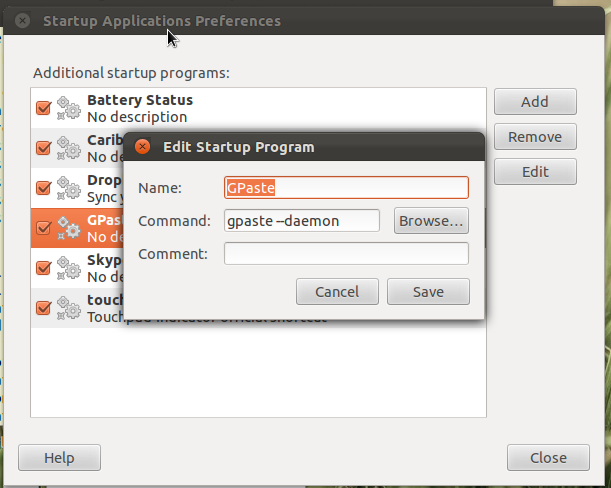 Startup Applications Preferences
Additional startup programs:
Battery Status
No description
Add
Remove
Edit
Carib
No de
Edit Startup Program
Drop
Sync y
Name: GPaste
GPast
No de
Command: gpaste --daemon Browse...
Skyp
No de
Comment:
Cancel Save
touch
Touchpad-Indicator official shortcut
Help Close